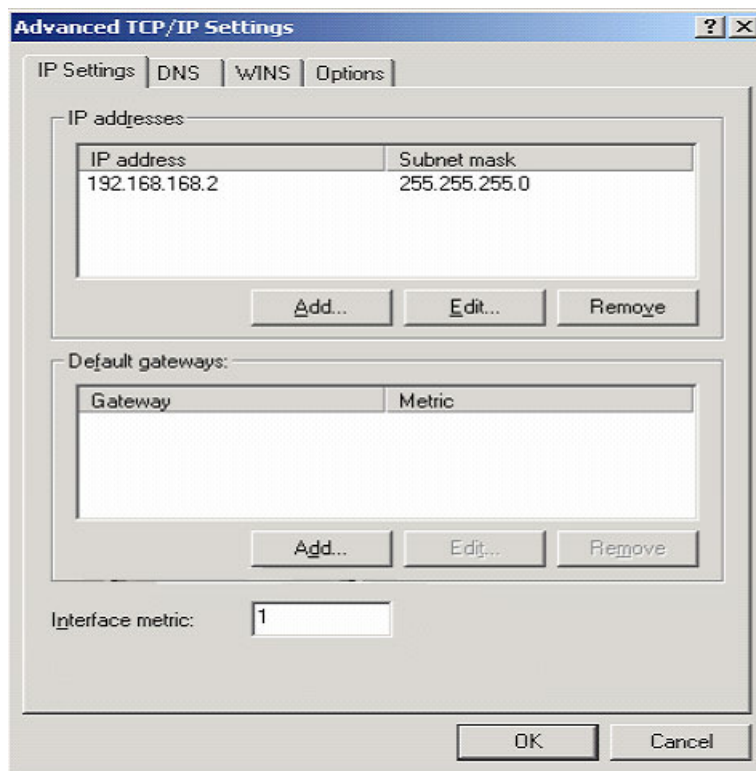 Advanced TCP/IP Settings
IP Settings DNS WINS Options
IP addresses
IP address Subnet mask
192.168.168.2 255.255.255.0
Add... Edit... Remove
Default gateways:
Gateway Metric
Add... Edit... Remove
Interface metric: 1
OK Cancel